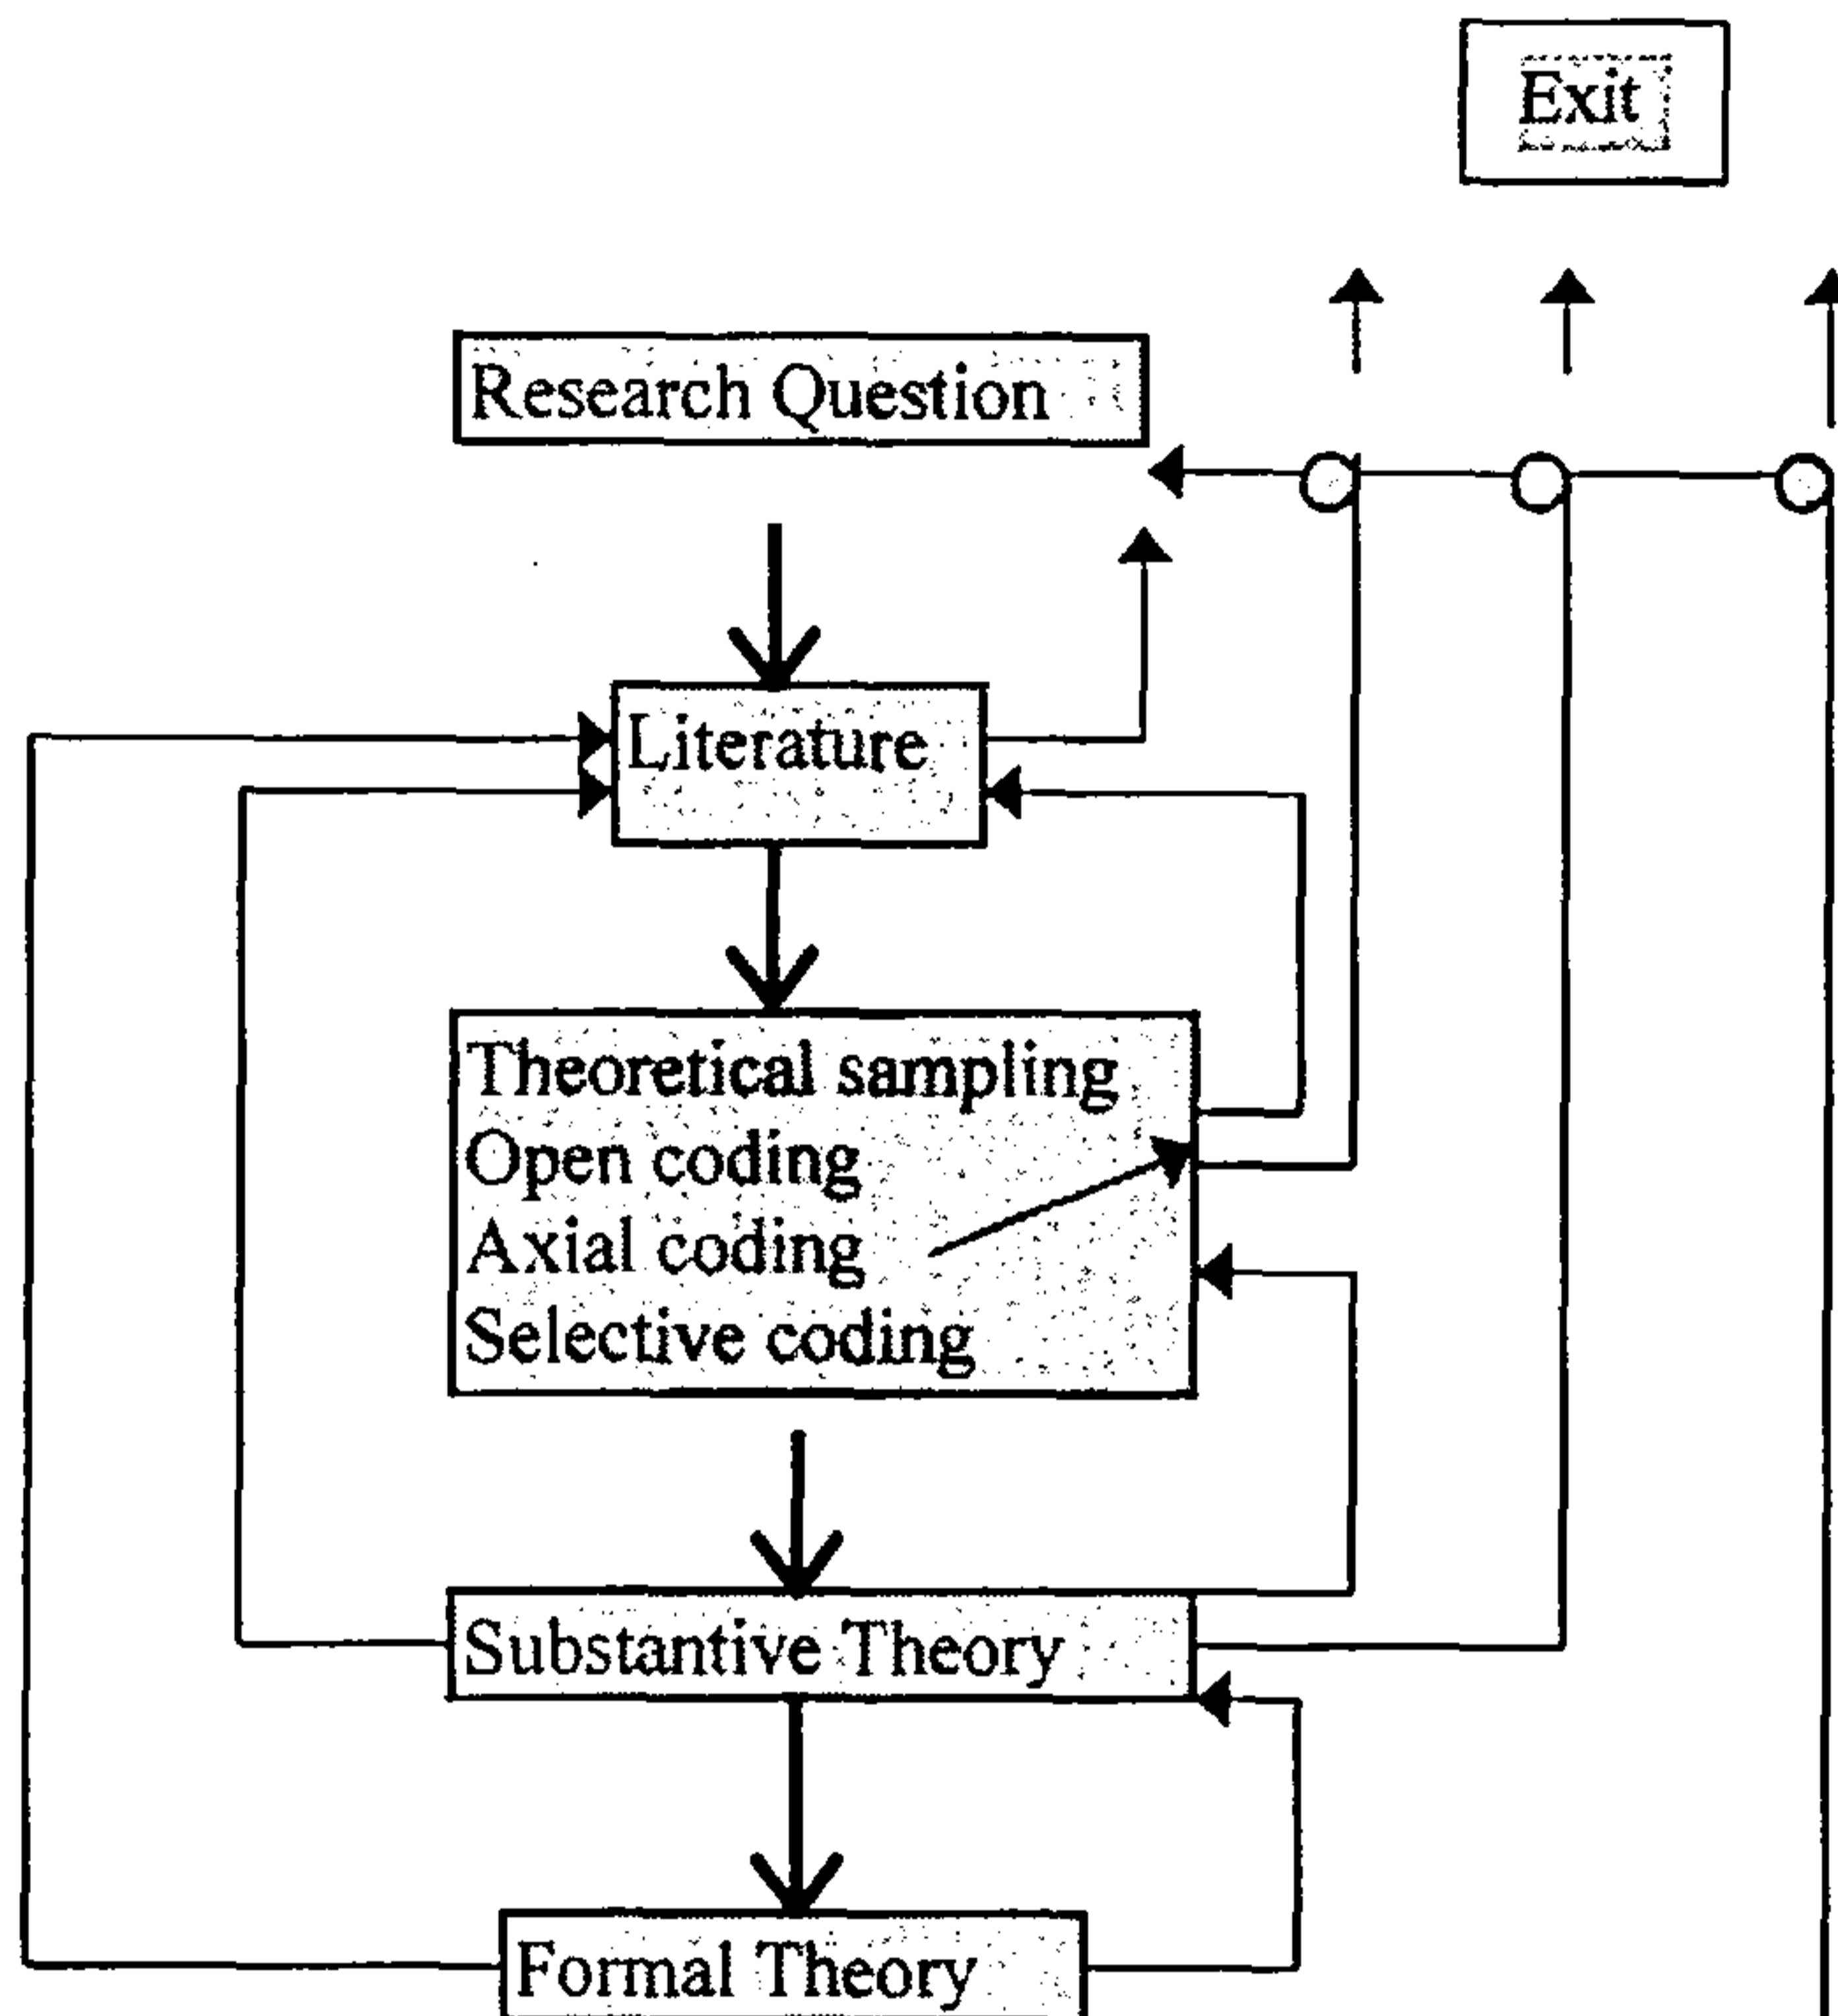 Exit
Research Question
Literature
Theoretical sampling
Open coding
Axial coding
Selective coding
Substantive Theory
Formal Theory